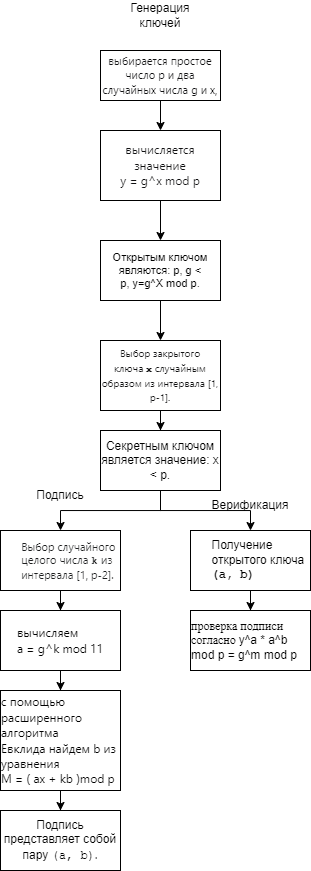 Генерация
ключей
выбирается простое
число p и два
случайных числа g и x,
вычисляется
значение
y = g^x mod p
Открытым ключом
являются: p, g <
p, y=g^X mod p.
Выбор закрытого
ключа x случайным
образом из интервала [1,
p-1].
Секретным ключом
является значение: x
< p.
Подпись
Выбор случайного
целого числа k из
интервала [1, p-2].
вычисляем
a = g^k mod 11
с помощью
расширенного
алгоритма
Евклида найдем b из
уравнения
M = ( ax + kb )mod p
Подпись
представляет собой
пару (a, b).
Верификация
Получение
открытого ключа
(a, b)
проверка подписи
согласно y^a * a^b
mod p = g^m mod p